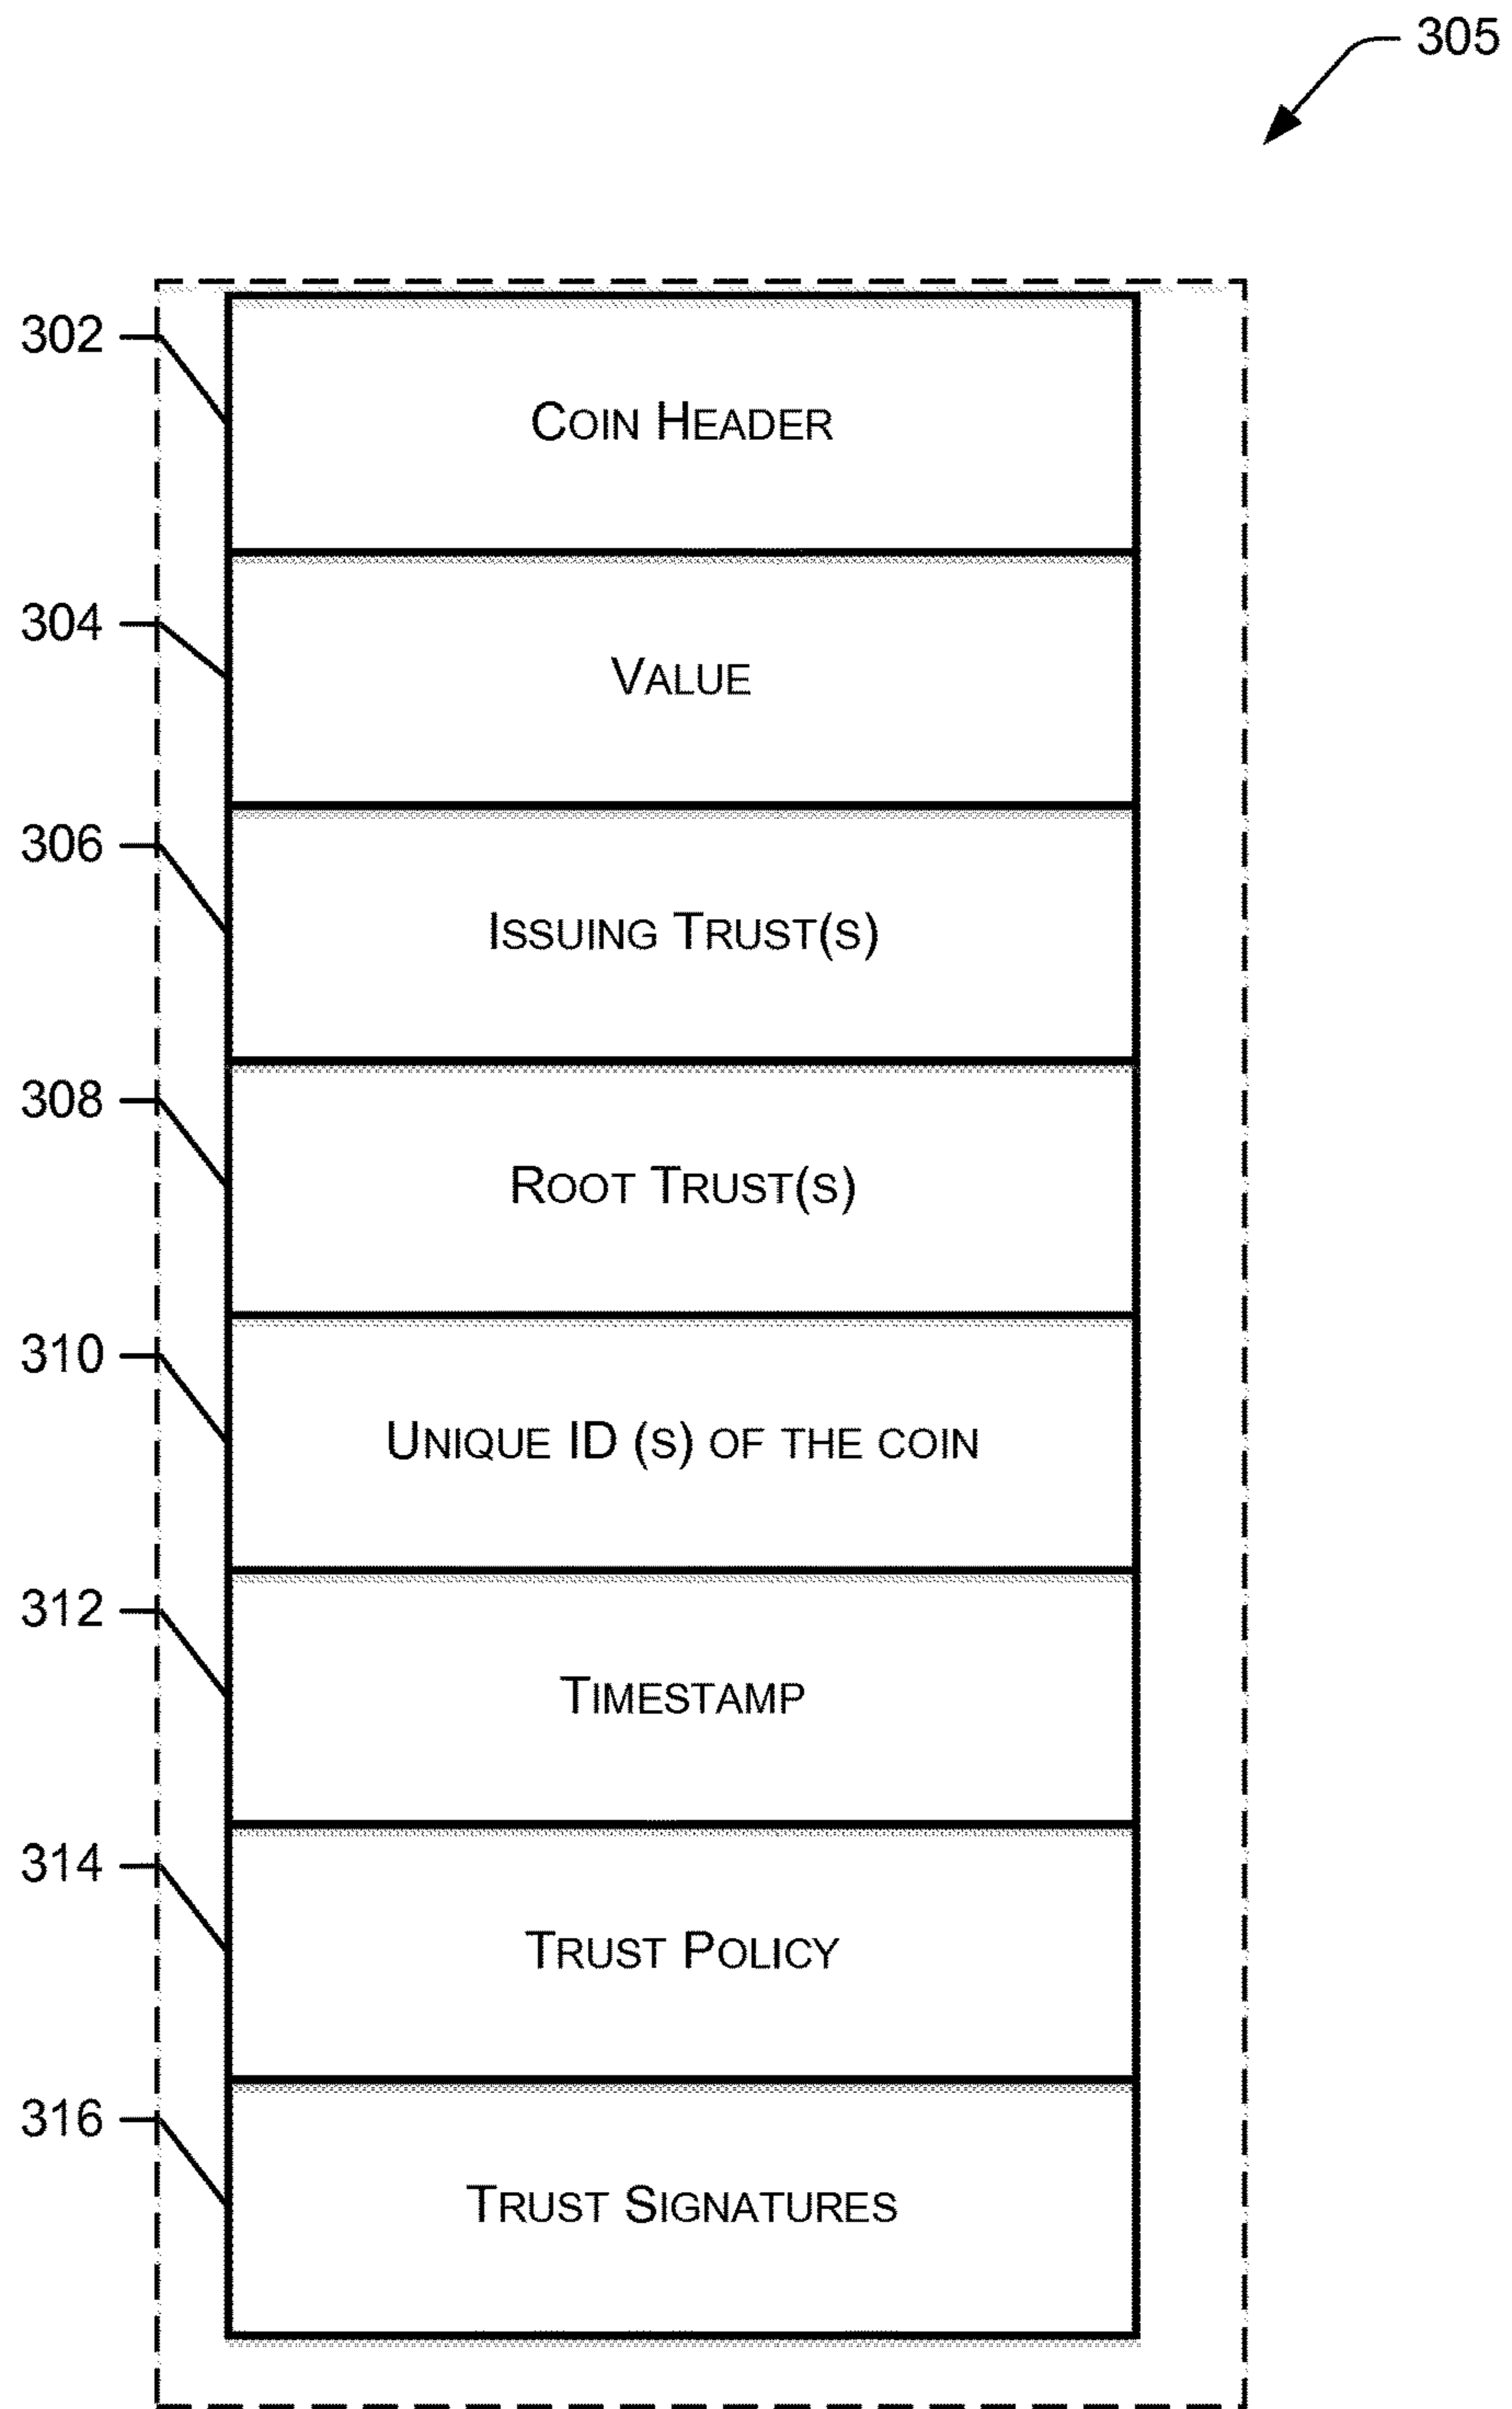 305
302
COIN HEADER
304
VALUE
306
ISSUING TRUST(S)
308
ROOT TRUST(S)
310
UNIQUE ID (S) OF THE COIN
312
TIMESTAMP
314
TRUST POLICY
316
TRUST SIGNATURES